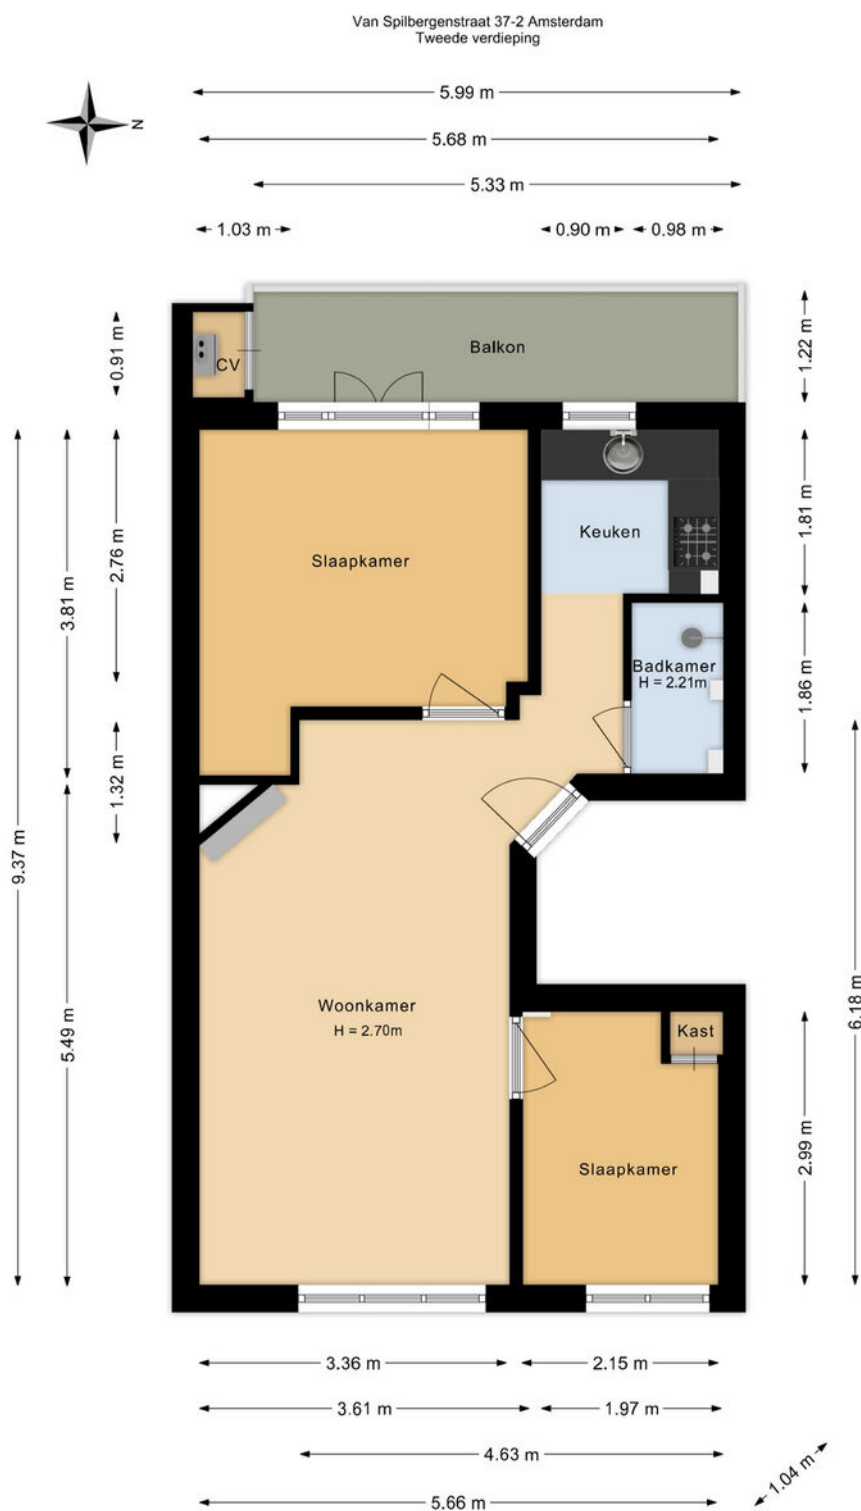 Van Spilbergenstraat 37-2 Amsterdam
Tweede verdieping
5.99 m
N
5.68 m
5.33 m
1.03 m
0.90 m
0.98 m
0.91 m
CV
Balkon
1.22 m
Slaapkamer
Keuken
2.76 m
1.81 m
3.81 m
Badkamer
H = 2.21m
1.86 m
1.32 m
9.37 m
5.49 m
Woonkamer
H = 2.70m
6.18 m
Kast
Slaapkamer
2.99 m
3.36 m
2.15 m
3.61 m
1.97 m
4.63 m
1.04 m
5.66 m